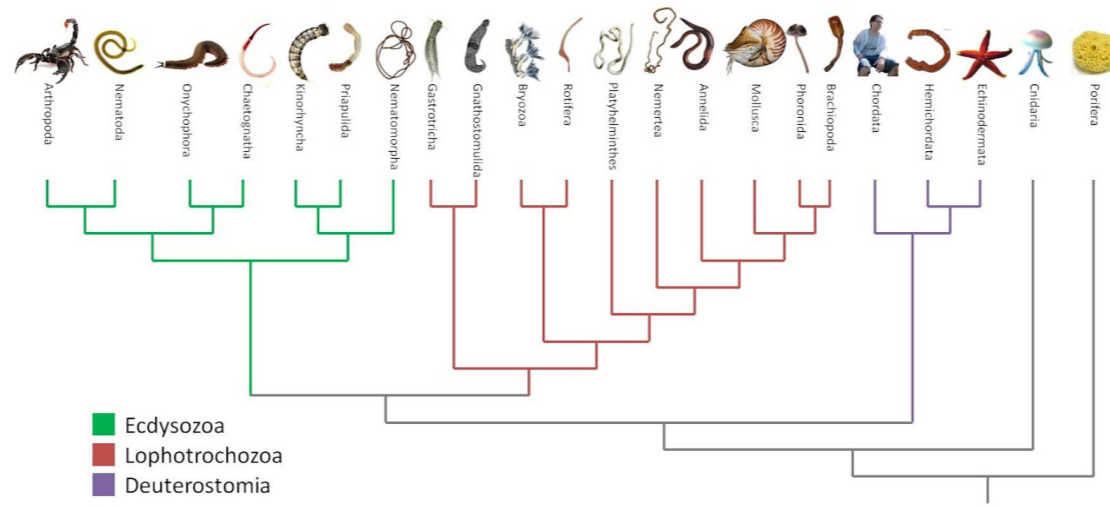 Arthropoda
Nematoda
Onychophora
Chaetognatha
Kinorhyncha
Priapulida
Nematomorpha
Gastrotricha
Gnathostomulida
Bryozoa
Rotifera
Platyhelminthes
Nemertea
Annelida
Mollusca
Phoronida
Brachiopoda
Chordata
Hemichordata
Echinodermata
Cnidaria
Porifera
Ecdysozoa
Lophotrochozoa
Deuterostomia